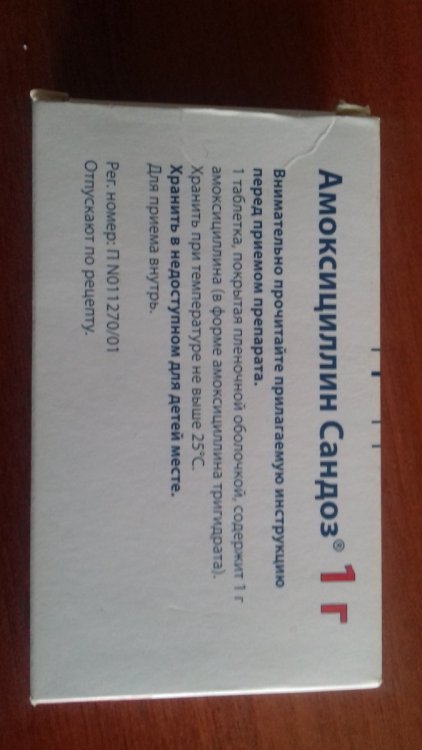 Амоксициллин Сандоз® 1 г
Внимательно прочитайте прилагаемую инструкцию
перед приемом препарата.
1 таблетка, покрытая пленочной оболочкой, содержит 1 г
амоксициллина (в форме амоксициллина тригидрата).
Хранить при температуре не выше 25°С.
Хранить в недоступном для детей месте.
Для приема внутрь.
Рег. номер: П N011270/01
Отпускают по рецепту.